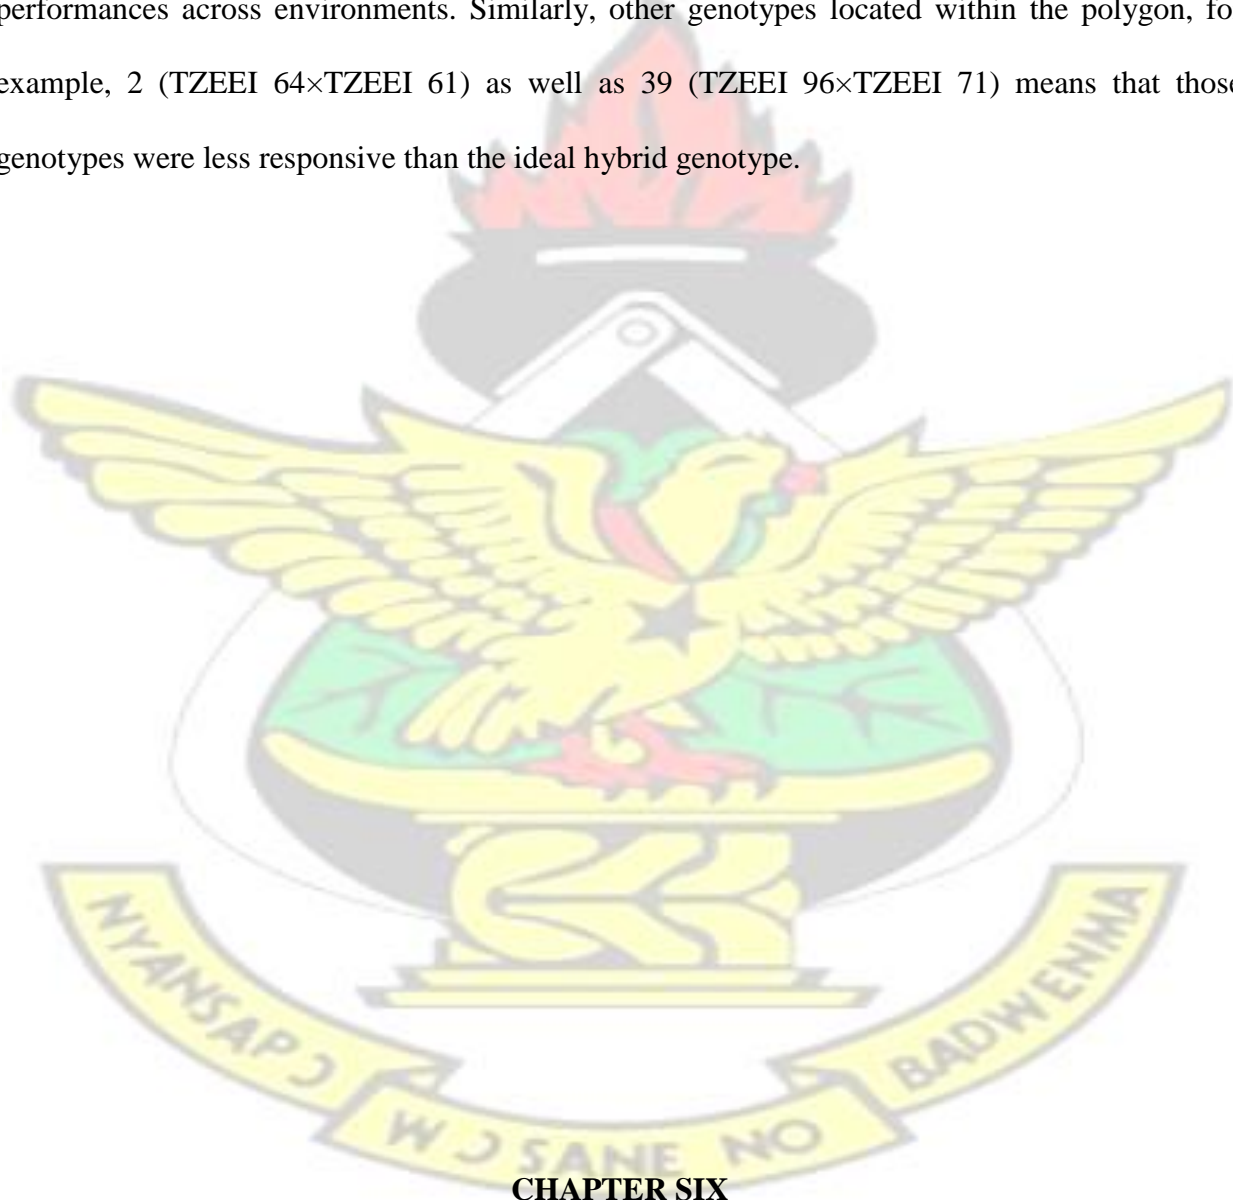 performances across environments. Similarly, other genotypes located within the polygon, fo
example, 2 (TZEEI 64×TZEEI 61) as well as 39 (TZEEI 96×TZEEI 71) means that those
genotypes were less responsive than the ideal hybrid genotype.
NYANSAPƆ
WƆSANE NO
BADWENMA
CHAPTER SIX